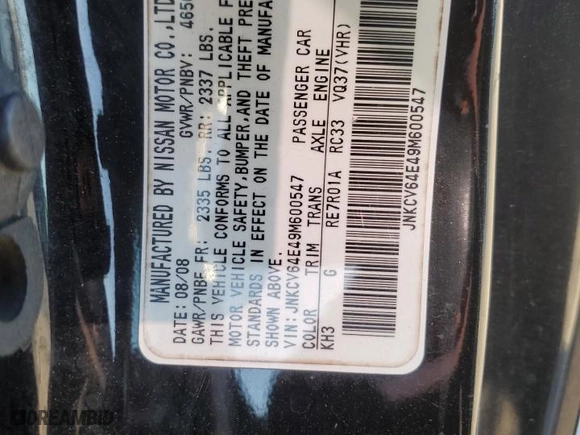 MANUFACTURED BY NISSAN MOTOR CO.,LTD
DATE: 08/08 GVWR/PNBV: 465
GAWR/PNBE FR: 2335 LBS. RR: 2337 LBS.
THIS VEHICLE CONFORMS TO ALL APPLICABLE F
MOTOR VEHICLE SAFETY,BUMPER,AND THEFT PRE
STANDARDS IN EFFECT ON THE DATE OF MANUFA
SHOWN ABOVE.
VIN:JNKCV64E49M600547 PASSENGER CAR
COLOR TRIM TRANS AXLE ENGINE
KH3 G RE7R01A RC33 VQ37(VHR)
JNKCV64E49M600547
DREAMBID